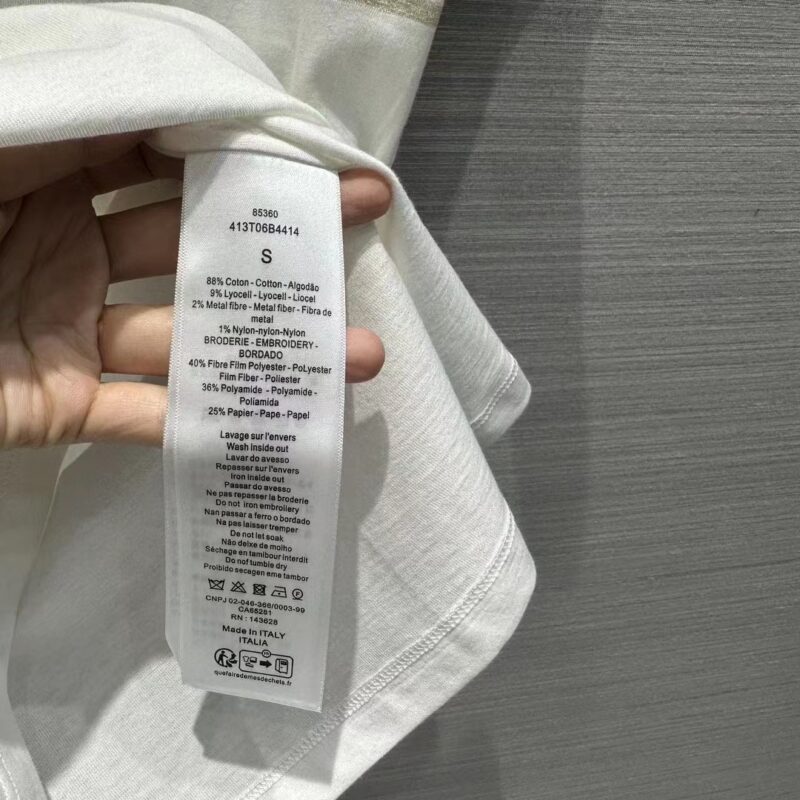 85360
413T06B4414
S
88% Coton - Cotton - Algodão
9% Lyocell - Lyocell - Liocel
2% Metal fibre - Metal fiber - Fibra de
metal
1% Nylon-nylon-Nylon
BRODERIE - EMBROIDERY -
BORDADO
40% Fibre Film Polyester - PoLyester
Film Fiber - Poliester
36% Polyamide - Polyamide -
Poliamida
25% Papier - Pape - Papel
Lavage sur l'envers
Wash inside out
Lavar do avesso
Repasser sur l'envers
Iron inside out
Passar do avesso
Ne pas repasser la broderie
Do not iron emboliery
Nan passar a ferro o bordado
Na pas laisser tremper
De not let soak
Não deixe de molho
Séchage en tambour interdit
Do nof tumble dry
Proibido secegen eme tambor
CNPJ 02-046-366/0003-99
CA65281
RN : 143628
Made In ITALY
ITALIA
quefairedemesdechets.fr